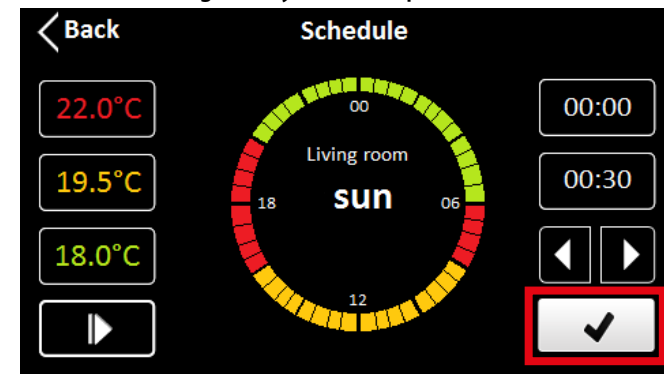 Back
Schedule
22.0°C
19.5°C
18.0°C
00
Living room
sun
18
06
12
00:00
00:30